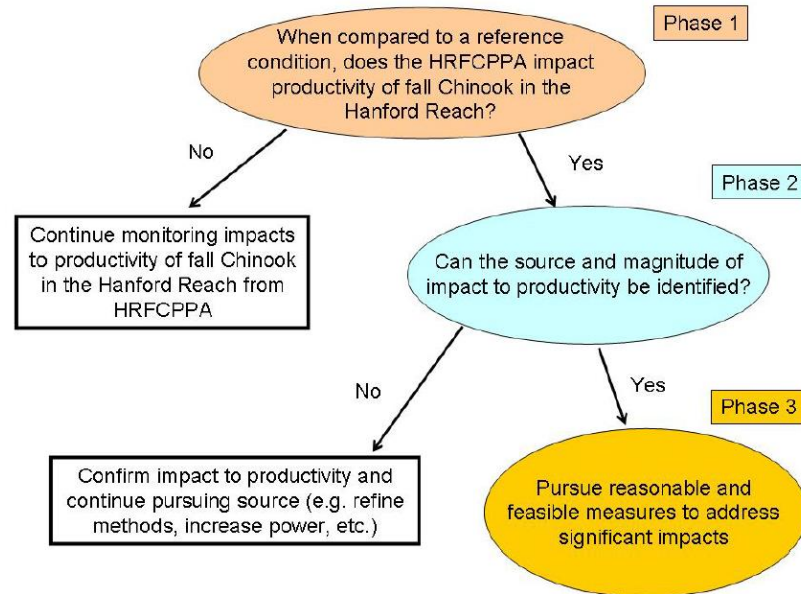 Phase 1
When compared to a reference
condition, does the HRFCPPA impact
productivity of fall Chinook in the
Hanford Reach?
No
Yes
Phase 2
Continue monitoring impacts
to productivity of fall Chinook
in the Hanford Reach from
HRFCPPA
Can the source and magnitude of
impact to productivity be identified?
No
Yes
Phase 3
Confirm impact to productivity and
continue pursuing source (e.g. refine
methods, increase power, etc.)
Pursue reasonable and
feasible measures to address
significant impacts